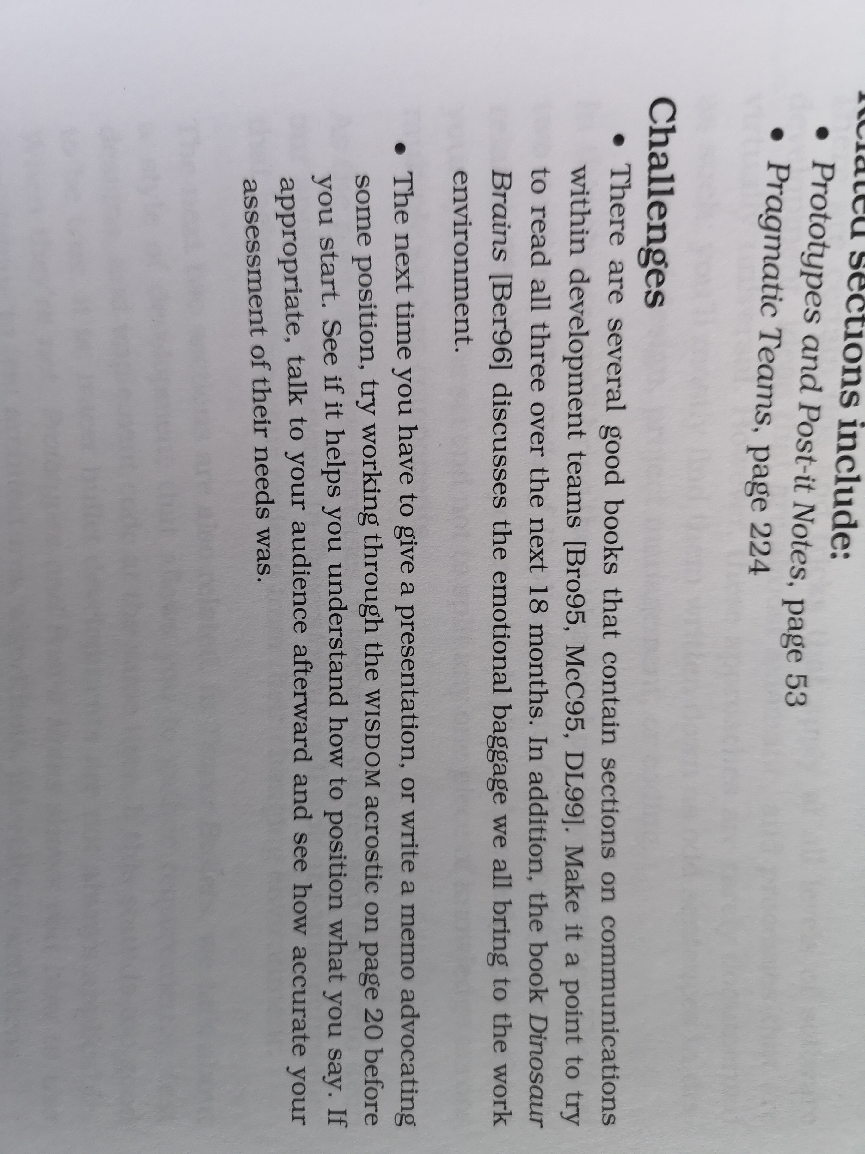 Related sections include:
• Prototypes and Post-it Notes, page 53
• Pragmatic Teams, page 224
Challenges
• There are several good books that contain sections on communications
within development teams [Bro95, McC95, DL99]. Make it a point to try
to read all three over the next 18 months. In addition, the book Dinosaur
Brains [Ber96] discusses the emotional baggage we all bring to the work
environment.
• The next time you have to give a presentation, or write a memo advocating
some position, try working through the WISDOM acrostic on page 20 before
you start. See if it helps you understand how to position what you say. If
appropriate, talk to your audience afterward and see how accurate your
assessment of their needs was.